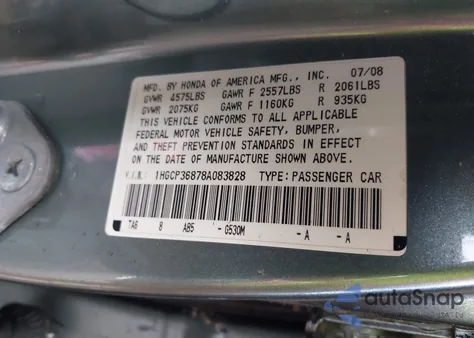 MFD. BY HONDA OF AMERICA MFG., INC. 07/08
GVWR 4575LBS GAWR F 2557LBS R 2061LBS
GVWR 2075KG GAWR F 1160KG R 935KG
THIS VEHICLE CONFORMS TO ALL APPLICABLE
FEDERAL MOTOR VEHICLE SAFETY, BUMPER,
AND THEFT PREVENTION STANDARDS IN EFFECT
ON THE DATE OF MANUFACTURE SHOWN ABOVE.
V.I.N.: 1HGCP36878A083828 TYPE: PASSENGER CAR
TA6 8 AB5 - G530M -A -A
autoSnap